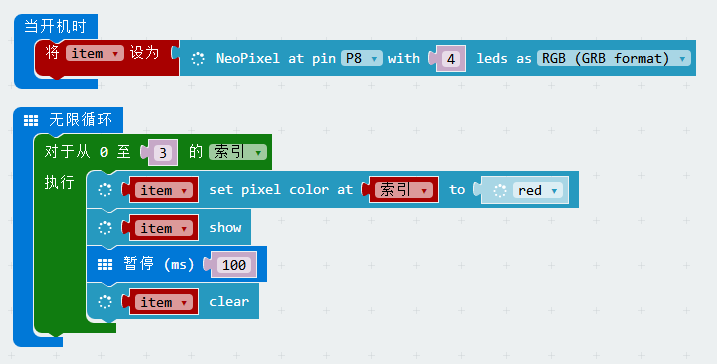 当开机时
将 item 设为 NeoPixel at pin P8 with 4 leds as RGB (GRB format)
无限循环
对于从 0 至 3 的 索引
执行
item set pixel color at 索引 to red
item show
暂停 (ms) 100
item clear